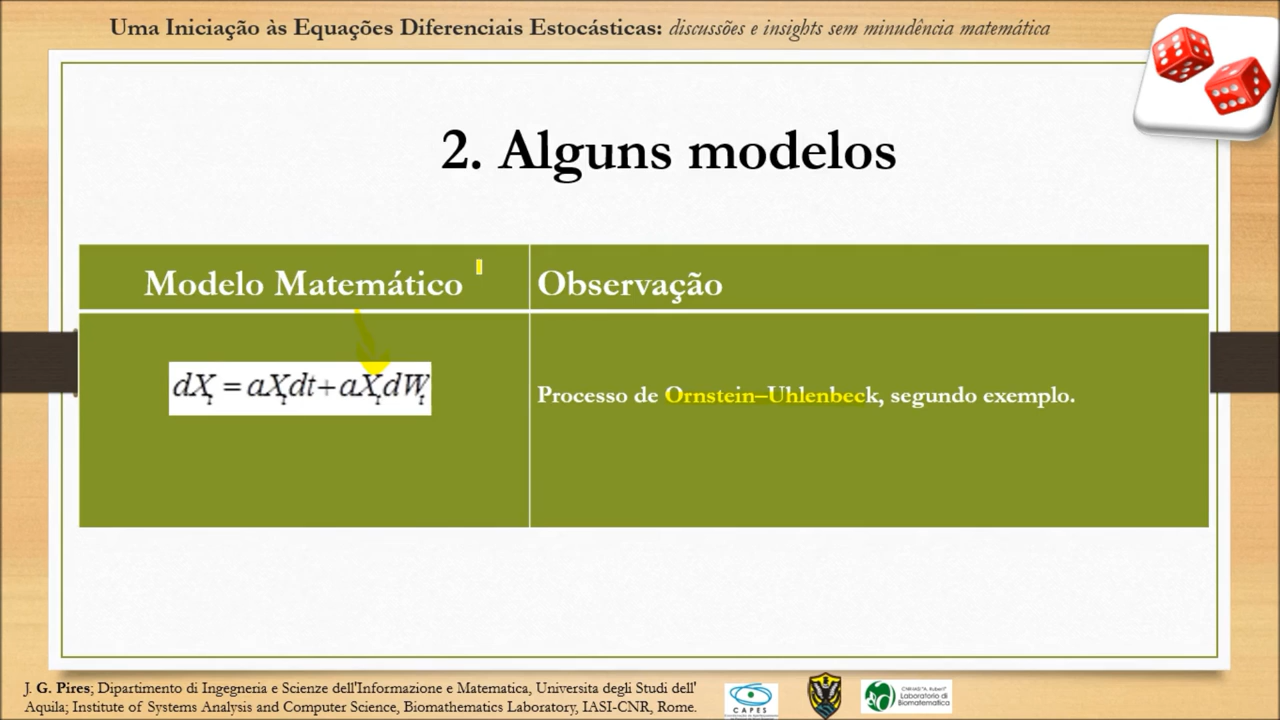 Uma Iniciação às Equações Diferenciais Estocásticas: discussões e insights sem minudência matemática
2. Alguns modelos
Modelo Matemático
Observação
dX_t = aX_t dt + aX_t dW_t
Processo de Ornstein–Uhlenbeck, segundo exemplo.
J. G. Pires; Dipartimento di Ingegneria e Scienze dell'Informazione e Matematica, Universita degli Studi dell'
Aquila; Institute of Systems Analysis and Computer Science, Biomathematics Laboratory, IASI-CNR, Rome.
CAPES
Laboratorio di
Biomatematica